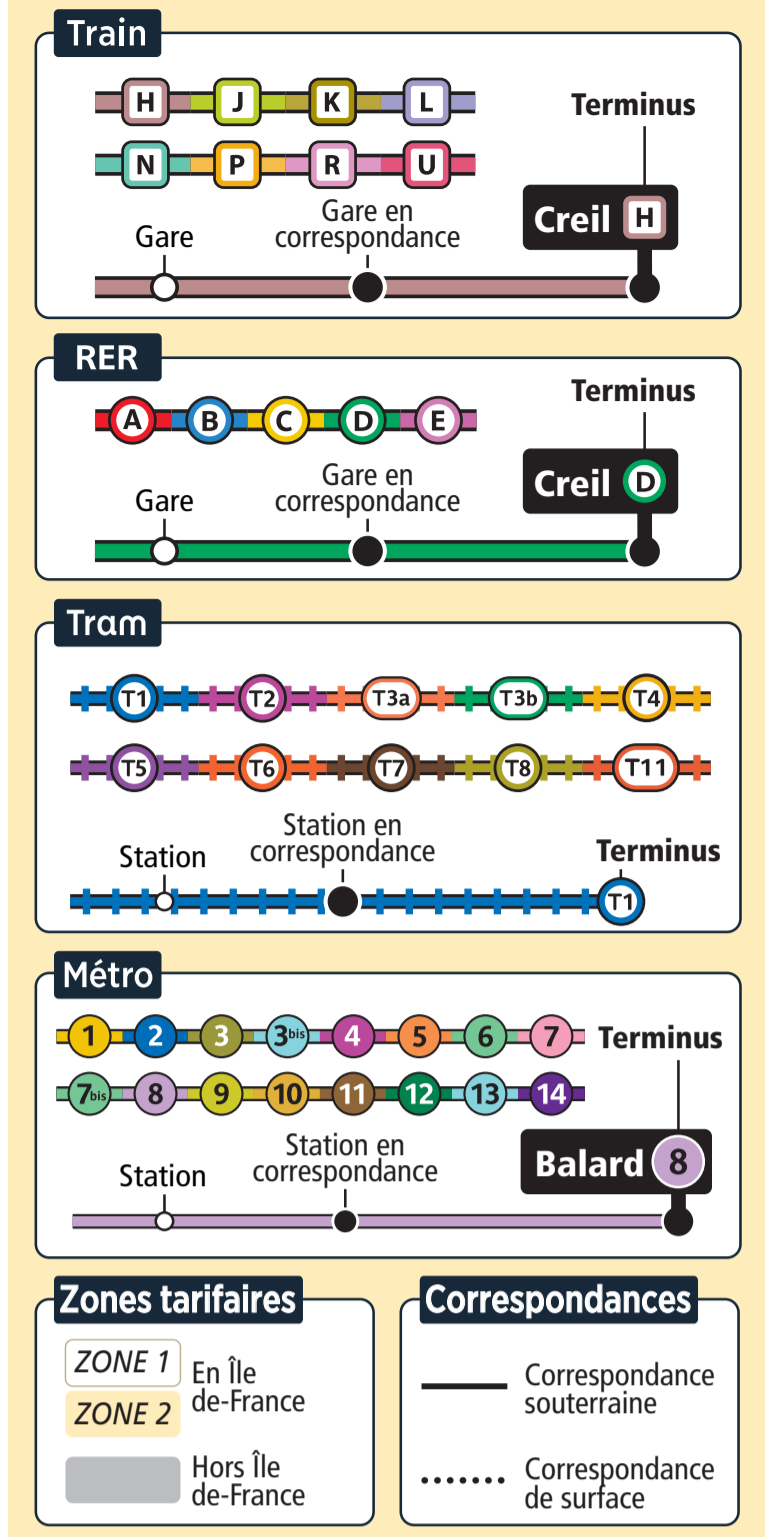 Train
H J K L
N P R U
Terminus
Creil H
Gare
Gare en
correspondance
RER
A B C D E
Terminus
Creil D
Gare
Gare en
correspondance
Tram
T1 T2 T3a T3b T4
T5 T6 T7 T8 T11
Station
Station en
correspondance
Terminus
T1
Métro
1 2 3 3bis 4 5 6 7
7bis 8 9 10 11 12 13 14
Terminus
Balard 8
Station
Station en
correspondance
Zones tarifaires
ZONE 1
ZONE 2
En Île
de-France
Hors Île
de-France
Correspondances
Correspondance
souterraine
Correspondance
de surface